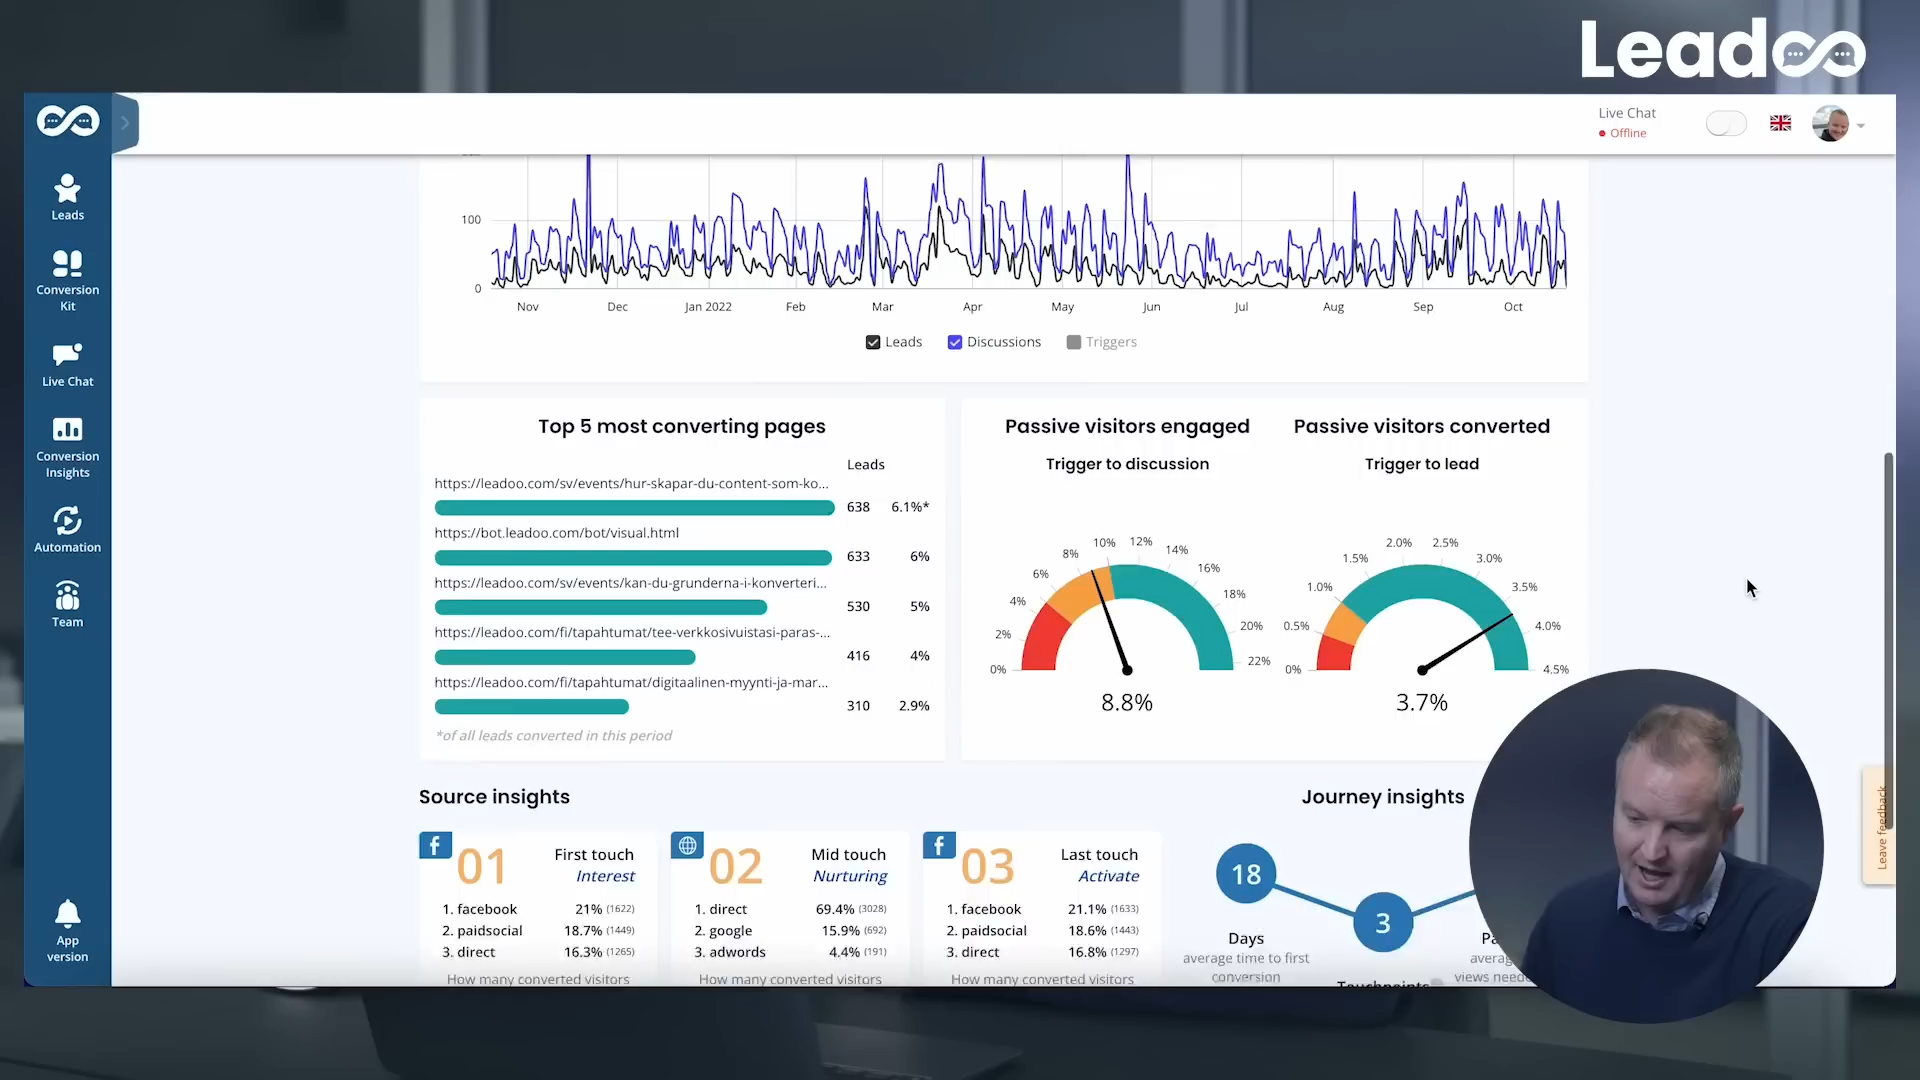 Leadoo
Live Chat
Offline
Leads
Conversion
Kit
Live Chat
Conversion
Insights
Automation
Team
App
version
100
0
Nov Dec Jan 2022 Feb Mar Apr May Jun Jul Aug Sep Oct
Leads Discussions Triggers
Top 5 most converting pages
Leads
https://leadoo.com/sv/events/hur-skapar-du-content-som-ko...
638 6.1%*
https://bot.leadoo.com/bot/visual.html
633 6%
https://leadoo.com/sv/events/kan-du-grunderna-i-konverteri...
530 5%
https://leadoo.com/fi/tapahtumat/tee-verkkosivuistasi-paras-...
416 4%
https://leadoo.com/fi/tapahtumat/digitaalinen-myynti-ja-mar...
310 2.9%
*of all leads converted in this period
Passive visitors engaged
Trigger to discussion
0% 2% 4% 6% 8% 10% 12% 14% 16% 18% 20% 22%
8.8%
Passive visitors converted
Trigger to lead
0% 0.5% 1.0% 1.5% 2.0% 2.5% 3.0% 3.5% 4.0% 4.5%
3.7%
Source insights
01 First touch
Interest
1. facebook 21% (1622)
2. paidsocial 18.7% (1449)
3. direct 16.3% (1265)
How many converted visitors
02 Mid touch
Nurturing
1. direct 69.4% (3028)
2. google 15.9% (692)
3. adwords 4.4% (191)
How many converted visitors
03 Last touch
Activate
1. facebook 21.1% (1633)
2. paidsocial 18.6% (1443)
3. direct 16.8% (1297)
How many converted visitors
Journey insights
18
Days
average time to first
conversion
3
Touchpoints
views need
Leave feedback